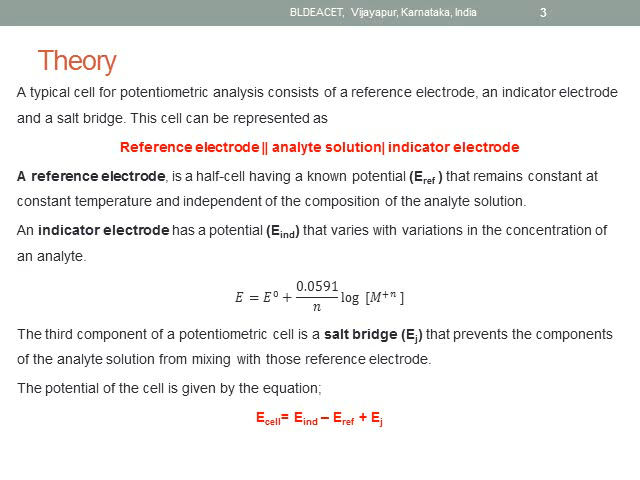 BLDEACET, Vijayapur, Karnataka, India 3
Theory
A typical cell for potentiometric analysis consists of a reference electrode, an indicator electrode
and a salt bridge. This cell can be represented as
Reference electrode || analyte solution| indicator electrode
A reference electrode, is a half-cell having a known potential (Eref ) that remains constant at
constant temperature and independent of the composition of the analyte solution.
An indicator electrode has a potential (Eind) that varies with variations in the concentration of
an analyte.
E = E⁰ + 0.0591/n log [M⁺ⁿ ]
The third component of a potentiometric cell is a salt bridge (Ej) that prevents the components
of the analyte solution from mixing with those reference electrode.
The potential of the cell is given by the equation;
Ecell= Eind – Eref + Ej